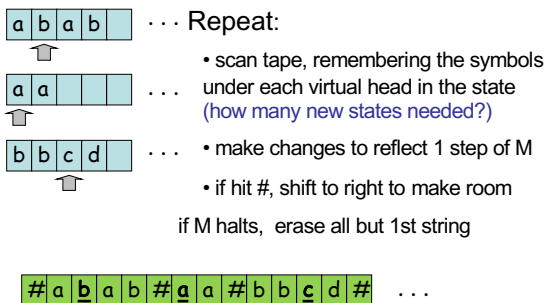 a b a b . . . Repeat:
• scan tape, remembering the symbols
under each virtual head in the state
(how many new states needed?)
a a . . .
b b c d . . .
• make changes to reflect 1 step of M
• if hit #, shift to right to make room
if M halts, erase all but 1st string
# a b a b # a a # b b c d # . . .